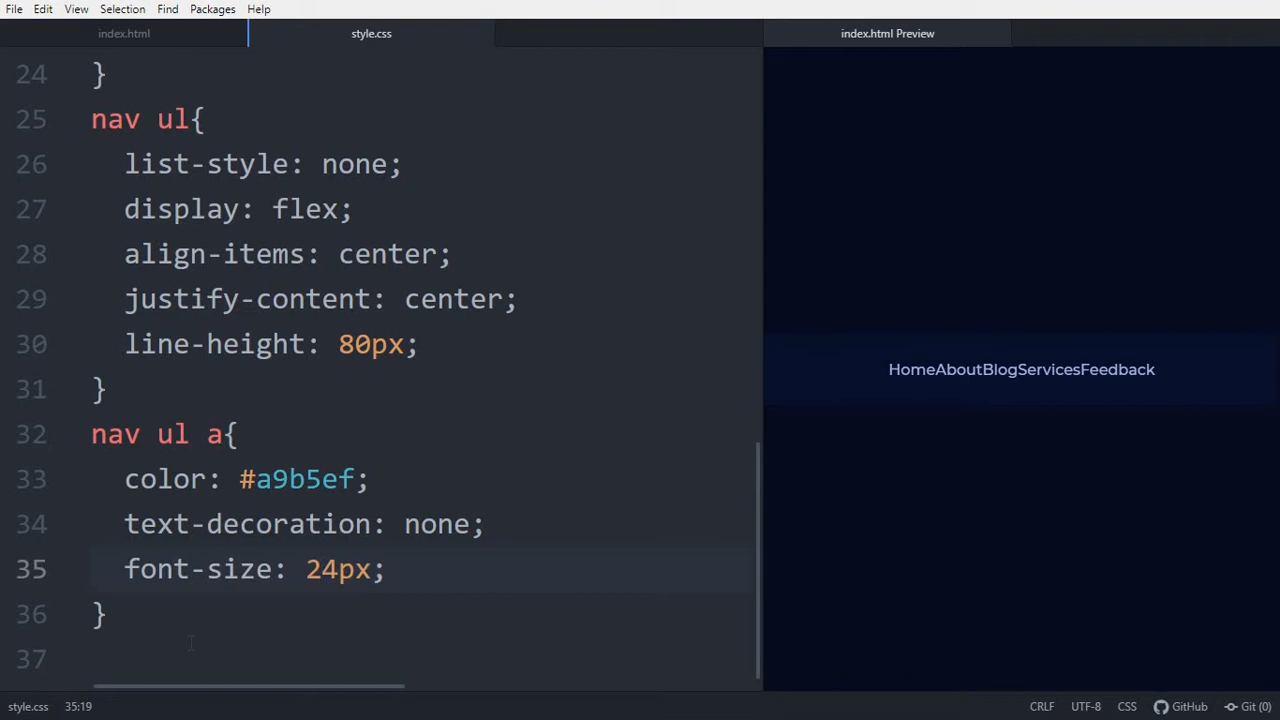 File Edit View Selection Find Packages Help
index.html style.css index.html Preview
24 }
25 nav ul{
26 list-style: none;
27 display: flex;
28 align-items: center;
29 justify-content: center;
30 line-height: 80px;
31 }
32 nav ul a{
33 color: #a9b5ef;
34 text-decoration: none;
35 font-size: 24px;
36 }
37
HomeAboutBlogServicesFeedback
style.css 35:19 CRLF UTF-8 CSS GitHub Git (0)